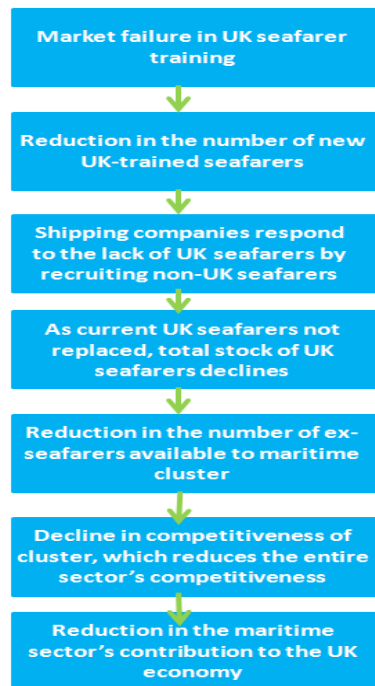 Market failure in UK seafarer
training
Reduction in the number of new
UK-trained seafarers
Shipping companies respond
to the lack of UK seafarers by
recruiting non-UK seafarers
As current UK seafarers not
replaced, total stock of UK
seafarers declines
Reduction in the number of ex-
seafarers available to maritime
cluster
Decline in competitiveness of
cluster, which reduces the entire
sector's competitiveness
Reduction in the maritime
sector's contribution to the UK
economy